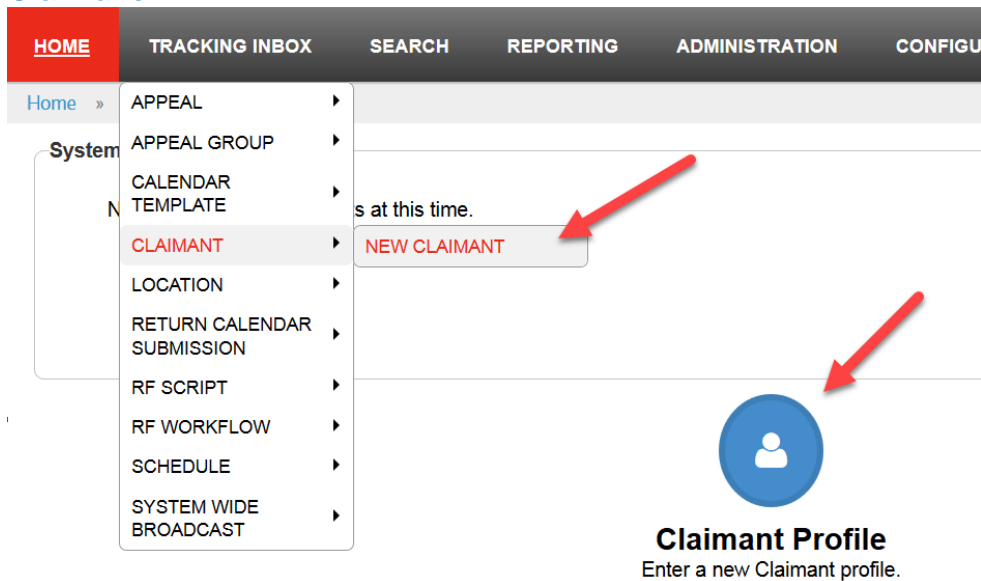 HOME TRACKING INBOX SEARCH REPORTING ADMINISTRATION CONFIGU
Home »
APPEAL
APPEAL GROUP
System
CALENDAR
TEMPLATE
N
s at this time.
CLAIMANT
NEW CLAIMANT
LOCATION
RETURN CALENDAR
SUBMISSION
RF SCRIPT
RF WORKFLOW
SCHEDULE
SYSTEM WIDE
BROADCAST
Claimant Profile
Enter a new Claimant profile.